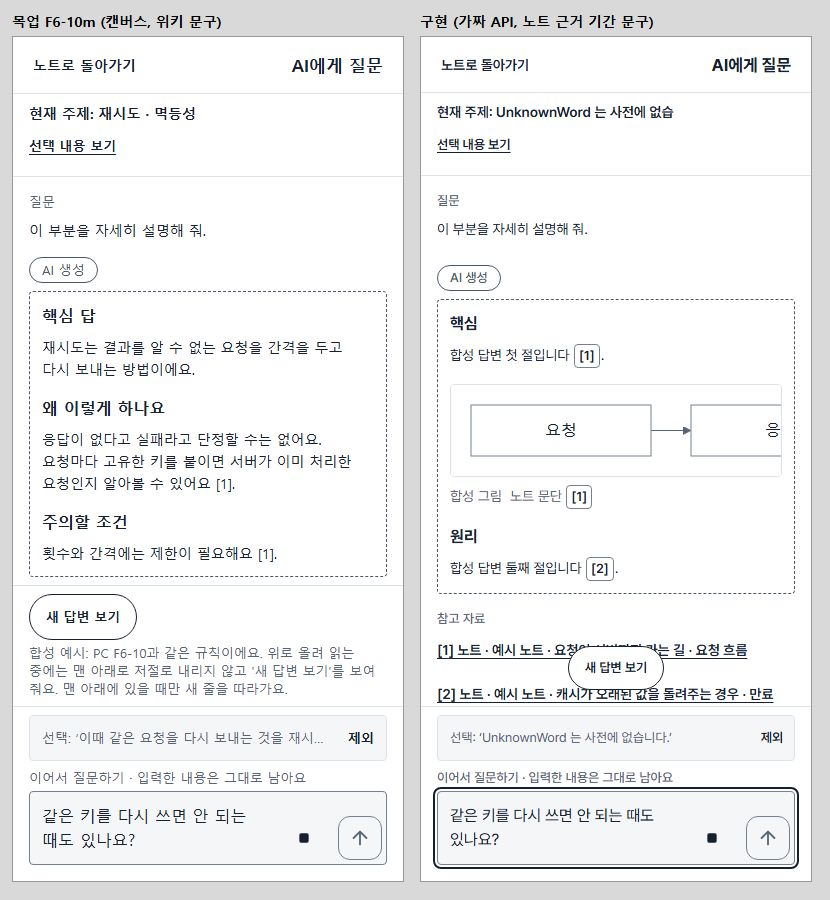 목업 F6-10m (캔버스, 위키 문구)
노트로 돌아가기
AI에게 질문
현재 주제: 재시도 · 멱등성
선택 내용 보기
질문
이 부분을 자세히 설명해 줘.
AI 생성
핵심 답
재시도는 결과를 알 수 없는 요청을 간격을 두고
다시 보내는 방법이에요.
왜 이렇게 하나요
응답이 없다고 실패라고 단정할 수는 없어요.
요청마다 고유한 키를 붙이면 서버가 이미 처리한
요청인지 알아볼 수 있어요 [1].
주의할 조건
횟수와 간격에는 제한이 필요해요 [1].
새 답변 보기
합성 예시: PC F6-10과 같은 규칙이에요. 위로 올려 읽는
중에는 맨 아래로 저절로 내리지 않고 '새 답변 보기'를 보여
줘요. 맨 아래에 있을 때만 새 줄을 따라가요.
선택: '이때 같은 요청을 다시 보내는 것을 재시...
제외
이어서 질문하기 · 입력한 내용은 그대로 남아요
같은 키를 다시 쓰면 안 되는
때도 있나요?
구현 (가짜 API, 노트 근거 기간 문구)
노트로 돌아가기
AI에게 질문
현재 주제: UnknownWord 는 사전에 없습
선택 내용 보기
질문
이 부분을 자세히 설명해 줘.
AI 생성
핵심
합성 답변 첫 절입니다 [1].
요청
응
합성 그림 노트 문단 [1]
원리
합성 답변 둘째 절입니다 [2].
참고 자료
[1] 노트 · 예시 노트 · 요청이 가는 길 · 요청 흐름
새 답변 보기
[2] 노트 · 예시 노트 · 캐시가 오래된 값을 돌려주는 경우 · 만료
선택: 'UnknownWord 는 사전에 없습니다.'
제외
이어서 질문하기 · 입력한 내용은 그대로 남아요
같은 키를 다시 쓰면 안 되는 때도
있나요?